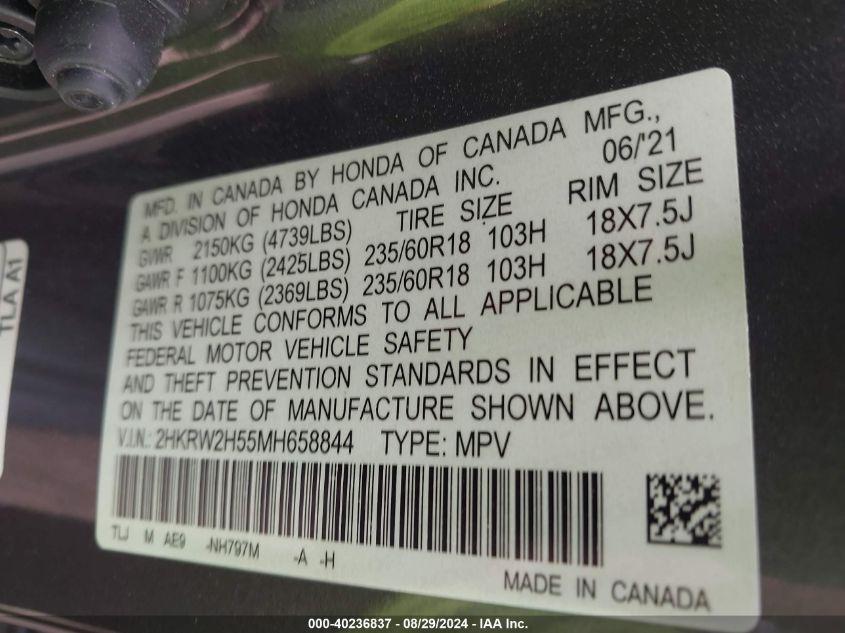 MFD. IN CANADA BY HONDA OF CANADA MFG.,
A DIVISION OF HONDA CANADA INC. 06/'21
GVWR 2150KG (4739LBS) TIRE SIZE RIM SIZE
GAWR F 1100KG (2425LBS) 235/60R18 103H 18X7.5J
GAWR R 1075KG (2369LBS) 235/60R18 103H 18X7.5J
THIS VEHICLE CONFORMS TO ALL APPLICABLE
FEDERAL MOTOR VEHICLE SAFETY
AND THEFT PREVENTION STANDARDS IN EFFECT
ON THE DATE OF MANUFACTURE SHOWN ABOVE.
V.I.N.: 2HKRW2H55MH658844 TYPE: MPV
TLJ M AE9 -NH797M -A -H
MADE IN CANADA
TLA A1
000-40236837 - 08/29/2024 - IAA Inc.